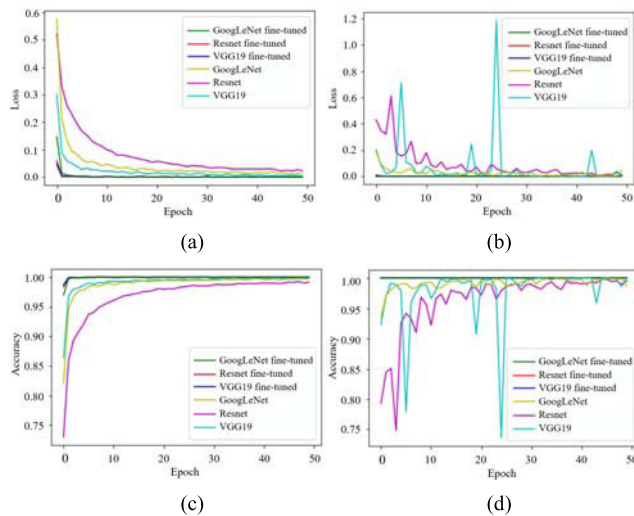 0.6
0.5
0.4
0.3
0.2
0.1
0.0
Loss
0 10 20 30 40 50
Epoch
GoogLeNet fine-tuned
Resnet fine-tuned
VGG19 fine-tuned
GoogLeNet
Resnet
VGG19
(a)
1.2
1.0
0.8
0.6
0.4
0.2
0.0
Loss
0 10 20 30 40 50
Epoch
GoogLeNet fine-tuned
Resnet fine-tuned
VGG19 fine-tuned
GoogLeNet
Resnet
VGG19
(b)
1.00
0.95
0.90
0.85
0.80
0.75
Accuracy
0 10 20 30 40 50
Epoch
GoogLeNet fine-tuned
Resnet fine-tuned
VGG19 fine-tuned
GoogLeNet
Resnet
VGG19
(c)
1.00
0.95
0.90
0.85
0.80
0.75
Accuracy
0 10 20 30 40 50
Epoch
GoogLeNet fine-tuned
Resnet fine-tuned
VGG19 fine-tuned
GoogLeNet
Resnet
VGG19
(d)